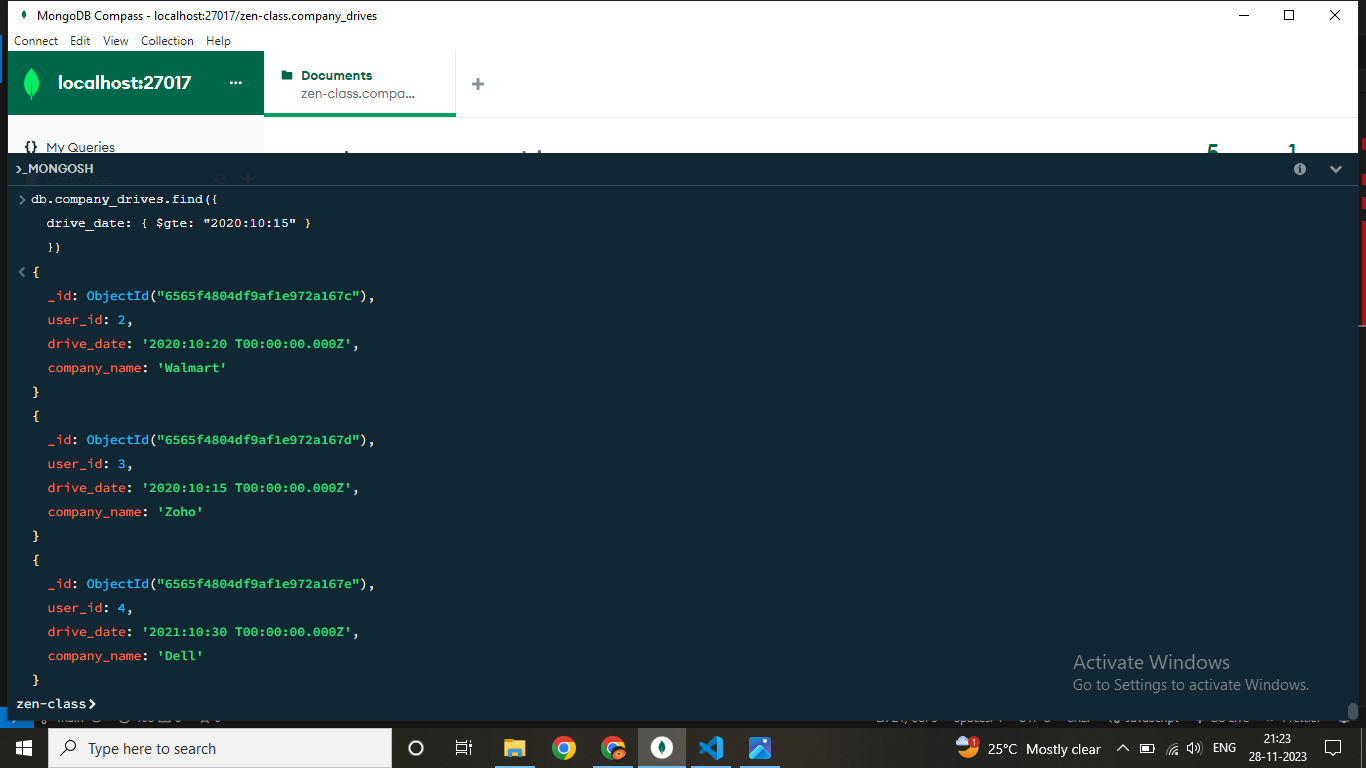 MongoDB Compass - localhost:27017/zen-class.company_drives
Connect Edit View Collection Help
localhost:27017 ...
Documents
zen-class.compa...
{} My Queries
5 1
>_MONGOSH
> db.company_drives.find({
drive_date: { $gte: "2020:10:15" }
})
< {
_id: ObjectId("6565f4804df9af1e972a167c"),
user_id: 2,
drive_date: '2020:10:20 T00:00:00.000Z',
company_name: 'Walmart'
}
{
_id: ObjectId("6565f4804df9af1e972a167d"),
user_id: 3,
drive_date: '2020:10:15 T00:00:00.000Z',
company_name: 'Zoho'
}
{
_id: ObjectId("6565f4804df9af1e972a167e"),
user_id: 4,
drive_date: '2021:10:30 T00:00:00.000Z',
company_name: 'Dell'
}
Activate Windows
Go to Settings to activate Windows.
zen-class>
Type here to search
1
25°C Mostly clear
ENG
21:23
28-11-2023